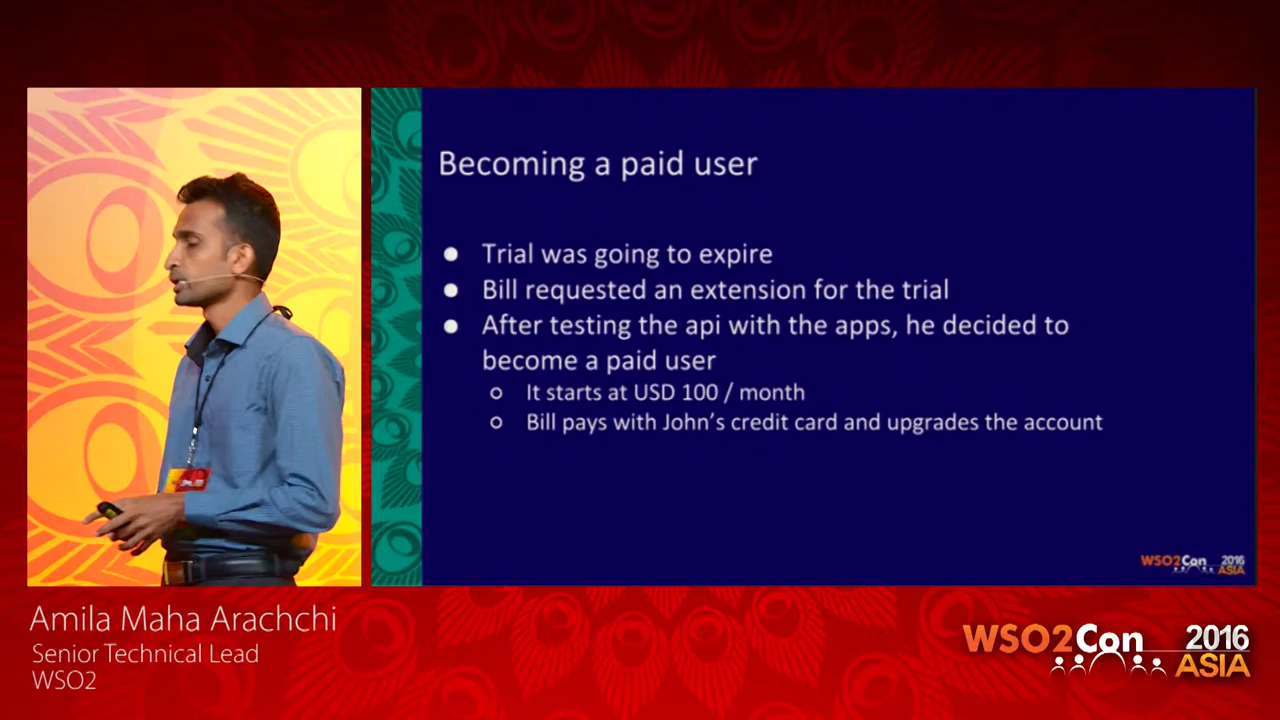 Becoming a paid user
Trial was going to expire
Bill requested an extension for the trial
After testing the api with the apps, he decided to
become a paid user
It starts at USD 100 / month
Bill pays with John's credit card and upgrades the account
WSO2Con 2016
ASIA
Amila Maha Arachchi
Senior Technical Lead
WSO2
WSO2Con 2016
ASIA